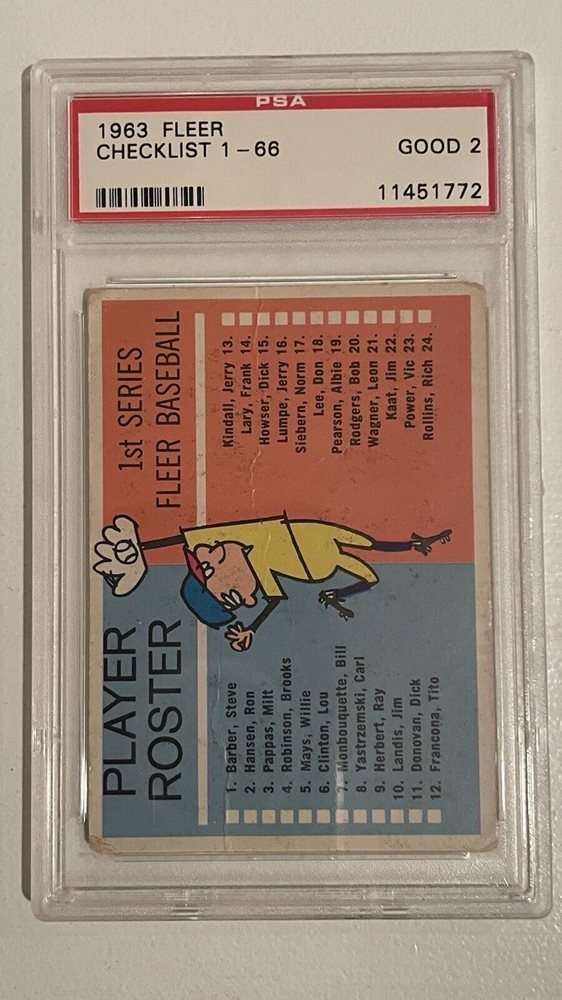 PSA
1963 FLEER
CHECKLIST 1-66
GOOD 2
11451772
PLAYER
ROSTER
1st SERIES
FLEER BASEBALL
1. Barber, Steve
2. Hansen, Ron
3. Pappas, Milt
4. Robinson, Brooks
5. Mays, Willie
6. Clinton, Lou
7. Monbouquette, Bill
8. Yastrzemski, Carl
9. Herbert, Ray
10. Landis, Jim
11. Donovan, Dick
12. Francona, Tito
Kindall, Jerry 13.
Lary, Frank 14.
Howser, Dick 15.
Lumpe, Jerry 16.
Siebern, Norm 17.
Lee, Don 18.
Pearson, Albie 19.
Rodgers, Bob 20.
Wagner, Leon 21.
Kaat, Jim 22.
Power, Vic 23.
Rollins, Rich 24.